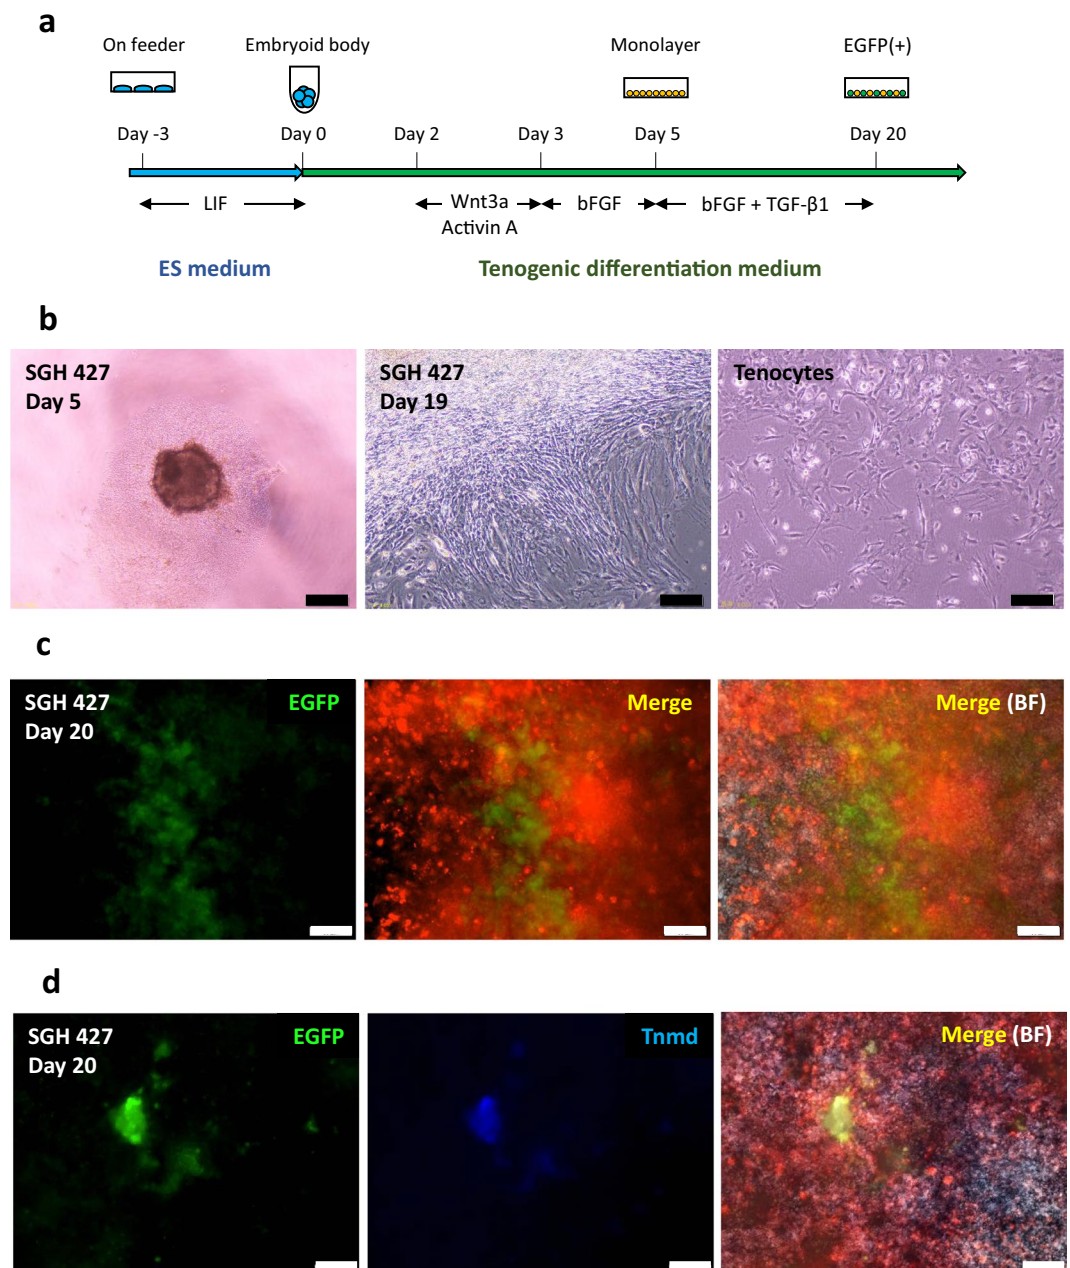 a
On feeder
Embryoid body
Monolayer
EGFP(+)
Day -3
Day 0
Day 2
Day 3
Day 5
Day 20
LIF
Wnt3a
Activin A
bFGF
bFGF + TGF-β1
ES medium
Tenogenic differentiation medium
b
SGH 427
Day 5
SGH 427
Day 19
Tenocytes
c
SGH 427
Day 20
EGFP
Merge
Merge (BF)
d
SGH 427
Day 20
EGFP
Tnmd
Merge (BF)